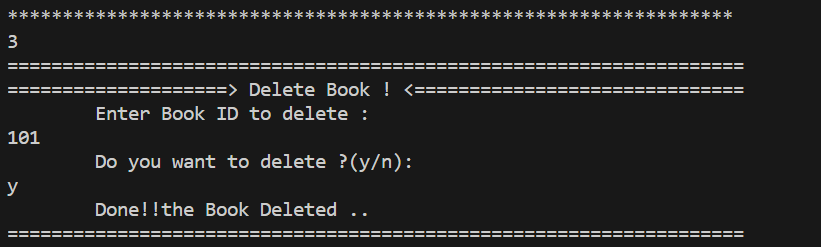 ******************************************************************
3
===================================================================
====================> Delete Book ! <==============================
Enter Book ID to delete :
101
Do you want to delete ?(y/n):
y
Done!!the Book Deleted ..
===================================================================